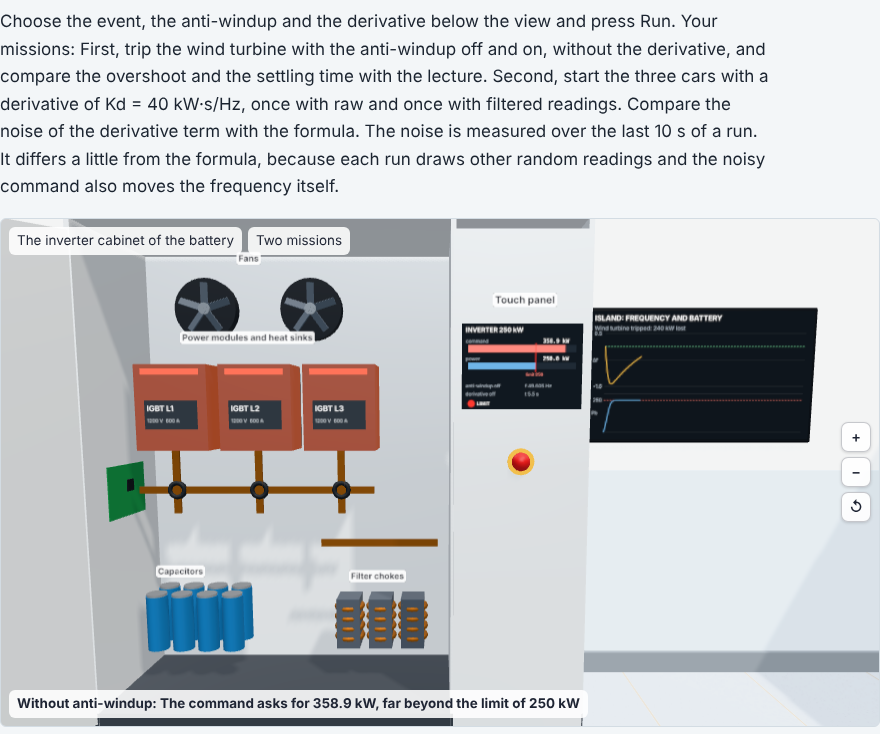 Choose the event, the anti-windup and the derivative below the view and press Run. Your
missions: First, trip the wind turbine with the anti-windup off and on, without the derivative, and
compare the overshoot and the settling time with the lecture. Second, start the three cars with a
derivative of Kd = 40 kW·s/Hz, once with raw and once with filtered readings. Compare the
noise of the derivative term with the formula. The noise is measured over the last 10 s of a run.
It differs a little from the formula, because each run draws other random readings and the noisy
command also moves the frequency itself.
The inverter cabinet of the battery
Two missions
Fans
Power modules and heat sinks
IGBT L1
IGBT L2
IGBT L3
Touch panel
INVERTER 250 kW
command 358.9 kW
power 250.0 kW
anti-windup off
derivative off
LIMIT
ISLAND: FREQUENCY AND BATTERY
Wind turbine tripped: 240 kW lost
Capacitors
Filter chokes
+
−
Without anti-windup: The command asks for 358.9 kW, far beyond the limit of 250 kW